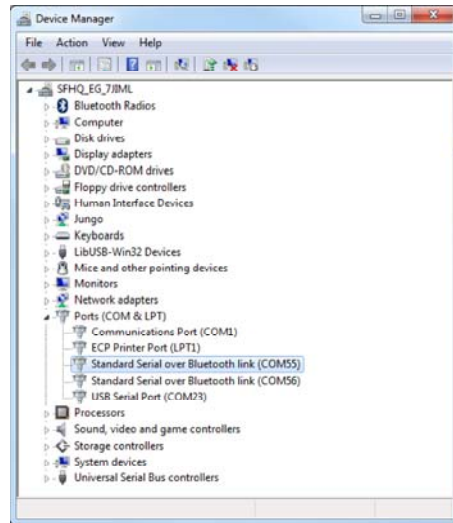 Device Manager
File Action View Help
SFHQ_EG_7JIML
Bluetooth Radios
Computer
Disk drives
Display adapters
DVD/CD-ROM drives
Floppy drive controllers
Human Interface Devices
Jungo
Keyboards
LibUSB-Win32 Devices
Mice and other pointing devices
Monitors
Network adapters
Ports (COM & LPT)
Communications Port (COM1)
ECP Printer Port (LPT1)
Standard Serial over Bluetooth link (COM55)
Standard Serial over Bluetooth link (COM56)
USB Serial Port (COM23)
Processors
Sound, video and game controllers
Storage controllers
System devices
Universal Serial Bus controllers